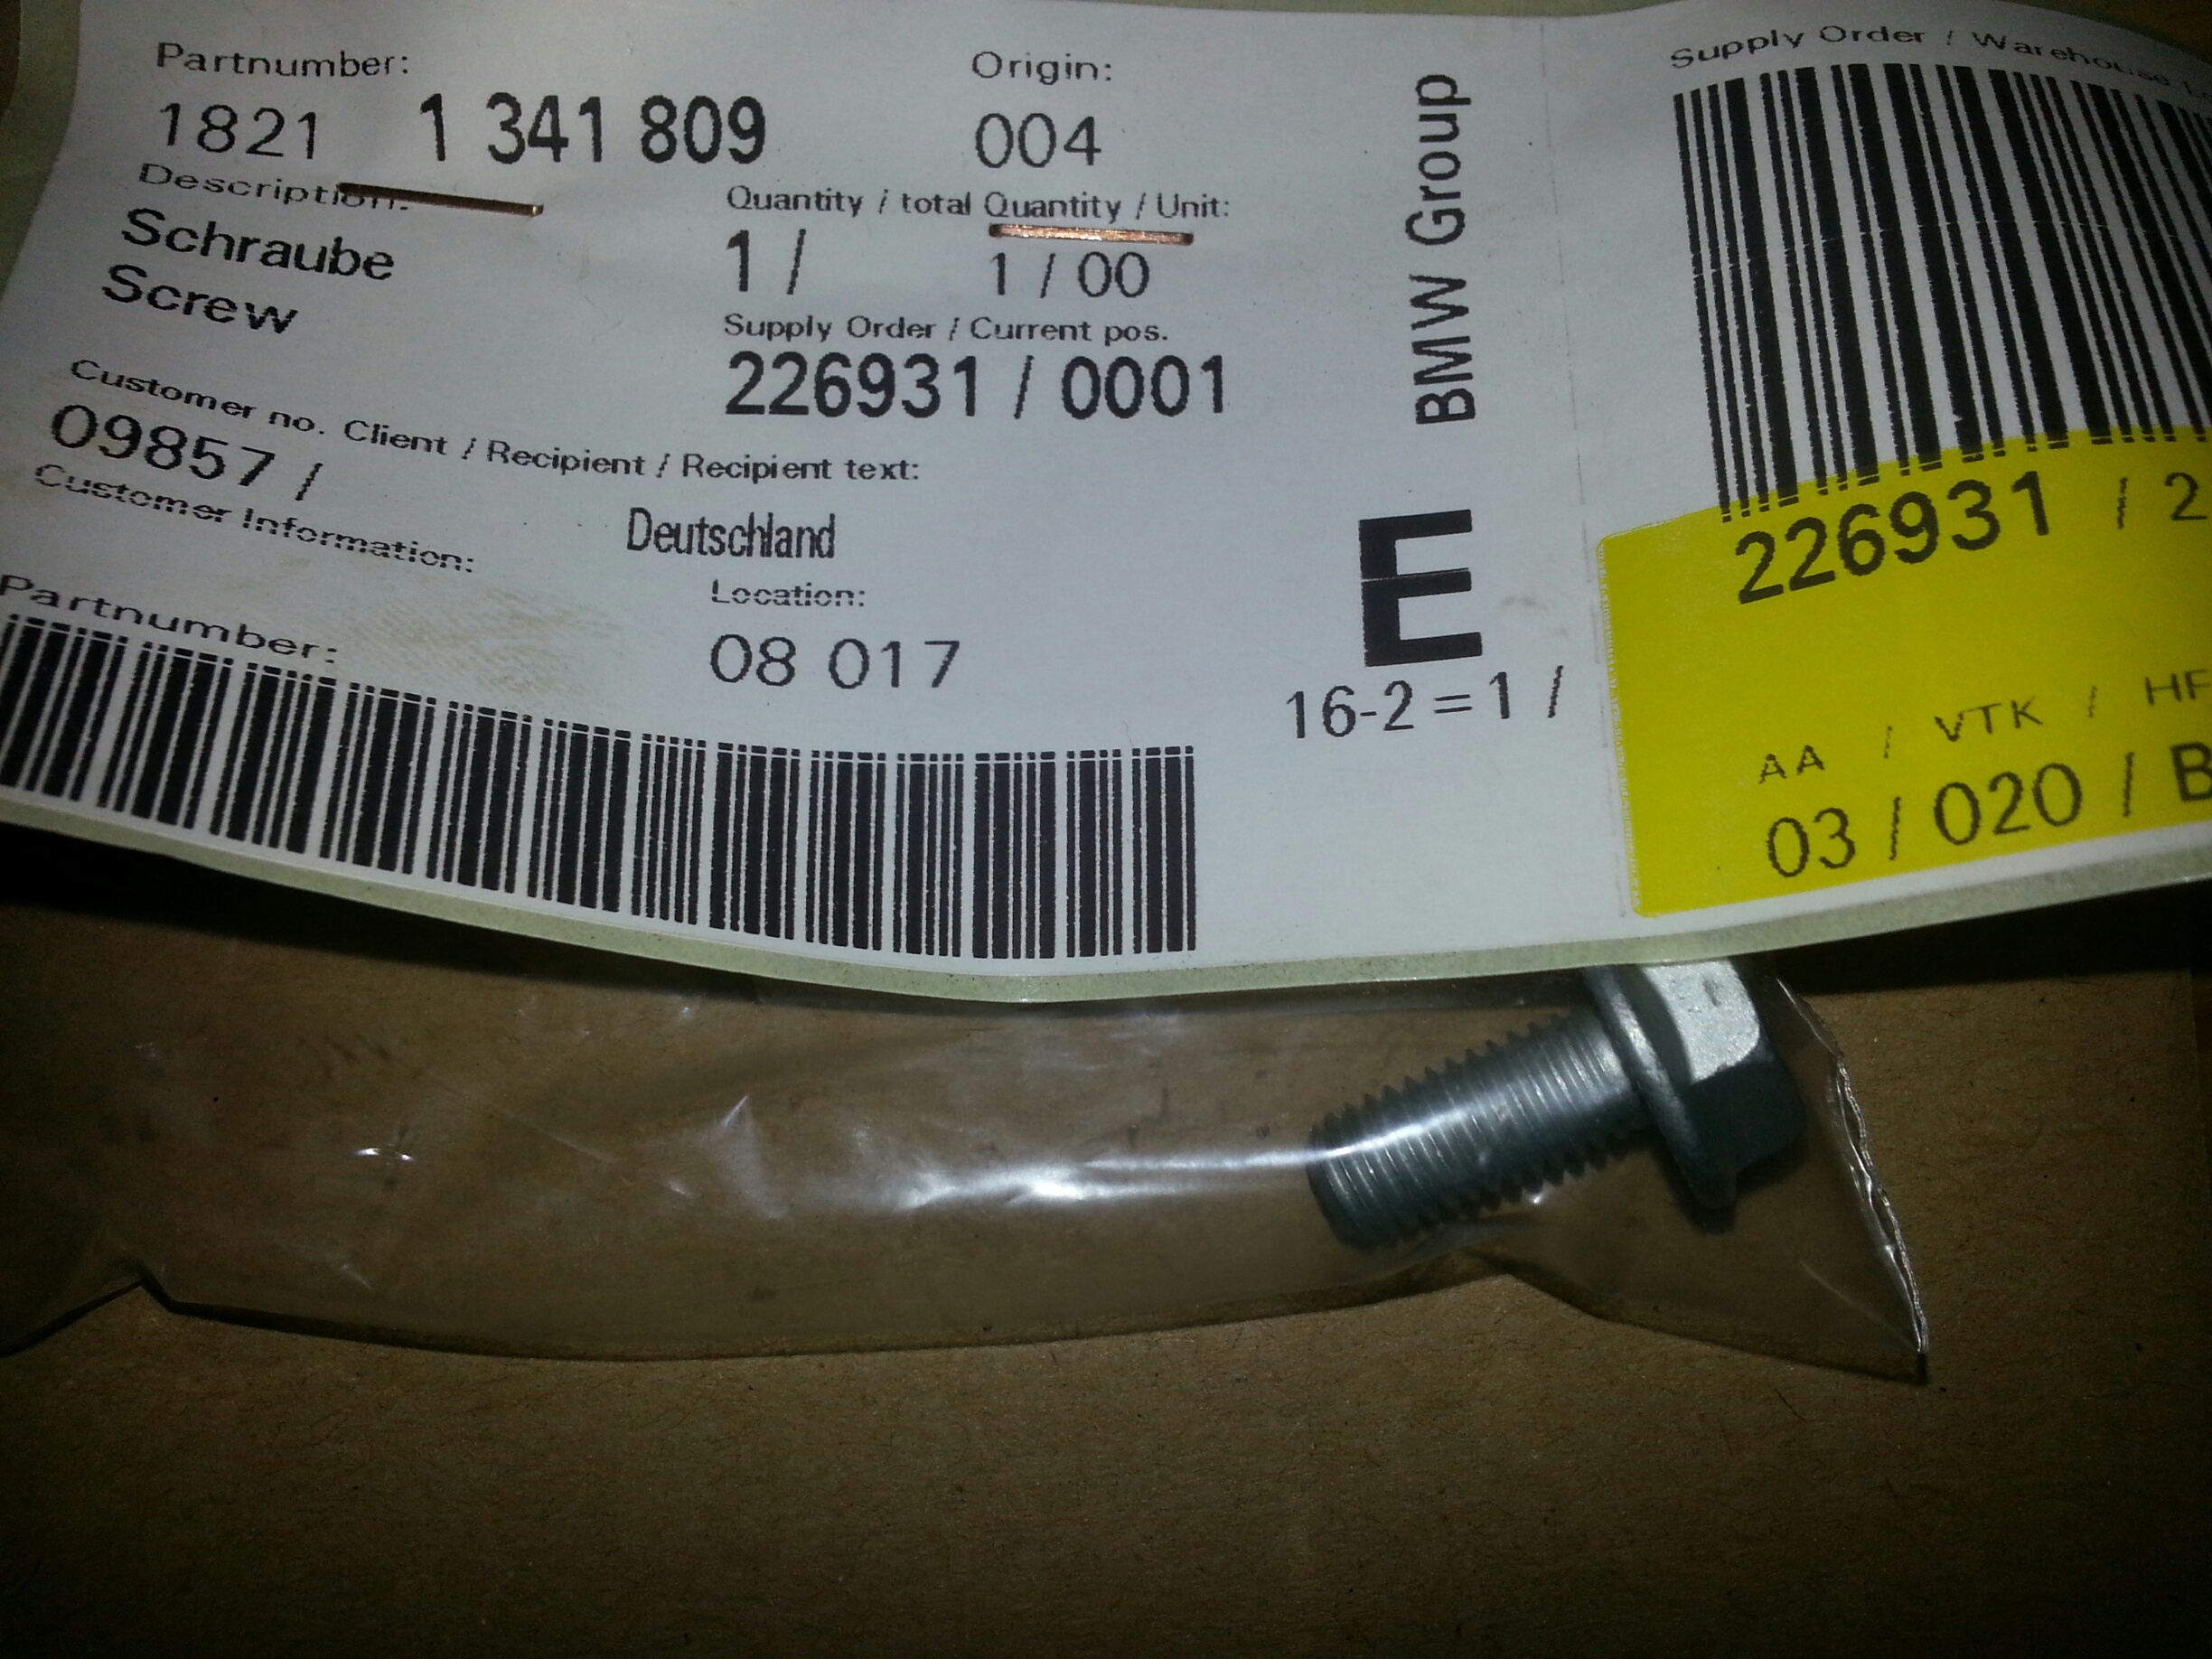 Partnumber:
1821 1 341 809
Origin:
004
Description:
Schraube
Screw
Quantity / total Quantity / Unit:
1 / 1 / 00
Supply Order / Current pos.
226931 / 0001
Customer no. Client / Recipient / Recipient text:
09857 /
Customer Information:
Deutschland
Location:
08 017
Partnumber:
BMW Group
E
16-2 = 1 /
Supply Order / Warehouse
226931 / 2
AA / VTK / HF
03 / 020 / B